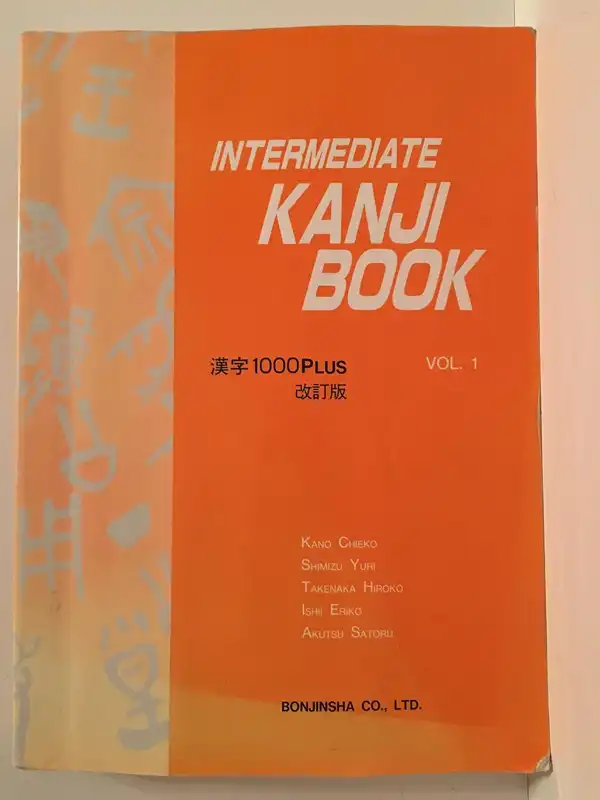 INTERMEDIATE
KANJI
BOOK
漢字1000PLUS
改訂版
VOL. 1
KANO CHIEKO
SHIMIZU YURI
TAKENAKA HIROKO
ISHII ERIKO
AKUTSU SATORU
BONJINSHA CO., LTD.